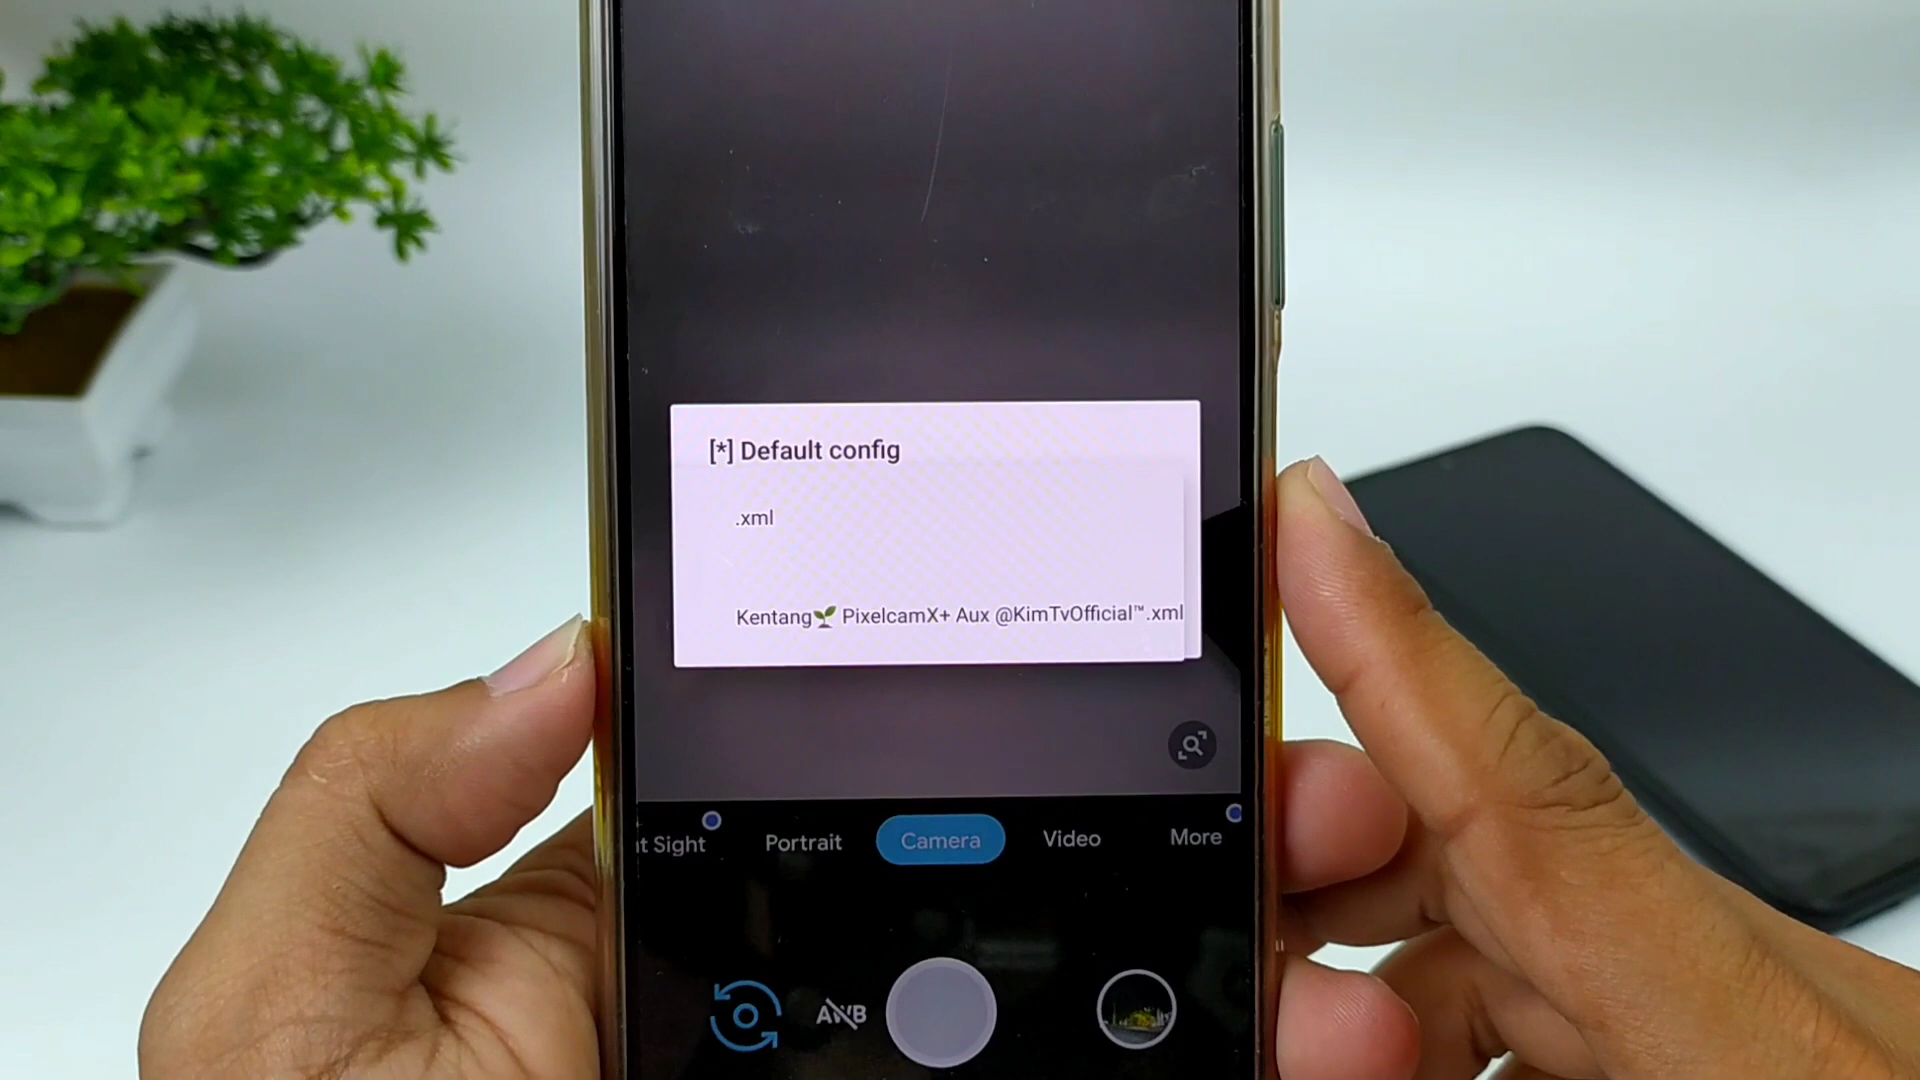 [*] Default config
.xml
Kentang🌱 PixelcamX+ Aux @KimTvOfficial™.xml
t Sight Portrait Camera Video More
AWB